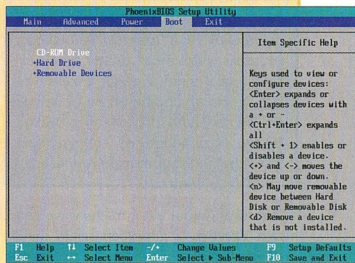 PhoenixBIOS Setup Utility
Main Advanced Power Boot Exit
CD-ROM Drive
+Hard Drive
+Removable Devices
Item Specific Help
Keys used to view or
configure devices:
<Enter> expands or
collapses devices with
a + or -
<Ctrl+Enter> expands
all
<Shift + 1> enables or
disables a device.
<+> and <-> moves the
device up or down.
<n> May move removable
device between Hard
Disk or Removable Disk
<d> Remove a device
that is not installed.
F1 Help ↑↓ Select Item -/+ Change Values F9 Setup Defaults
Esc Exit ↔ Select Menu Enter Select ▸ Sub-Menu F10 Save and Exit